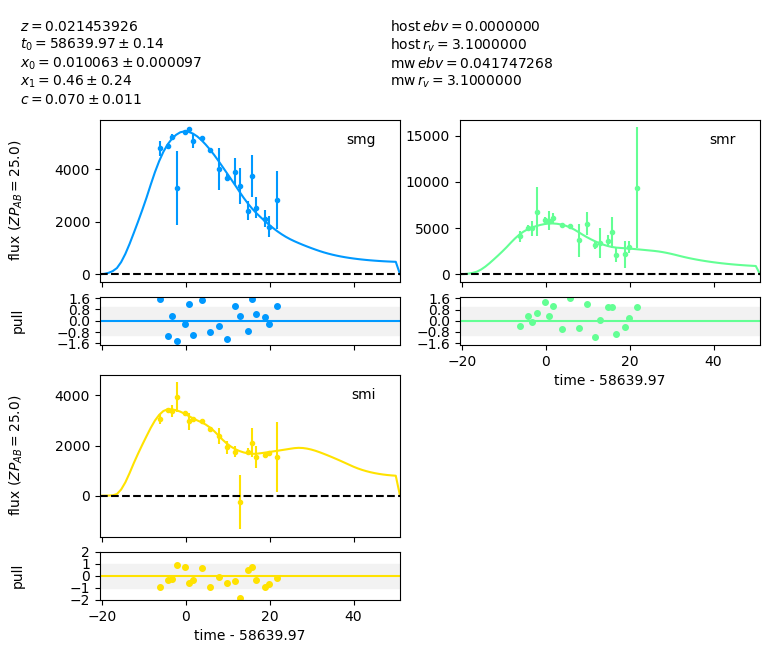 z = 0.021453926
t₀ = 58639.97 ± 0.14
x₀ = 0.010063 ± 0.000097
x₁ = 0.46 ± 0.24
c = 0.070 ± 0.011
host ebv = 0.0000000
host r_v = 3.1000000
mw ebv = 0.041747268
mw r_v = 3.1000000
flux (ZP_AB = 25.0)
4000
2000
0
smg
15000
10000
5000
0
smr
pull
1.6
0.8
0.0
−0.8
−1.6
1.6
0.8
0.0
−0.8
−1.6
−20
0
20
40
time - 58639.97
flux (ZP_AB = 25.0)
4000
2000
0
smi
pull
2
1
0
−1
−2
−20
0
20
40
time - 58639.97